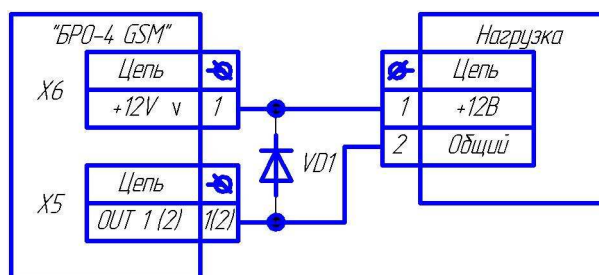 "БРО-4 GSM"
Нагрузка
X6
Цепь
+12V v 1
Цепь
1 +12В
2 Общий
VD1
X5
Цепь
OUT 1 (2) 1(2)